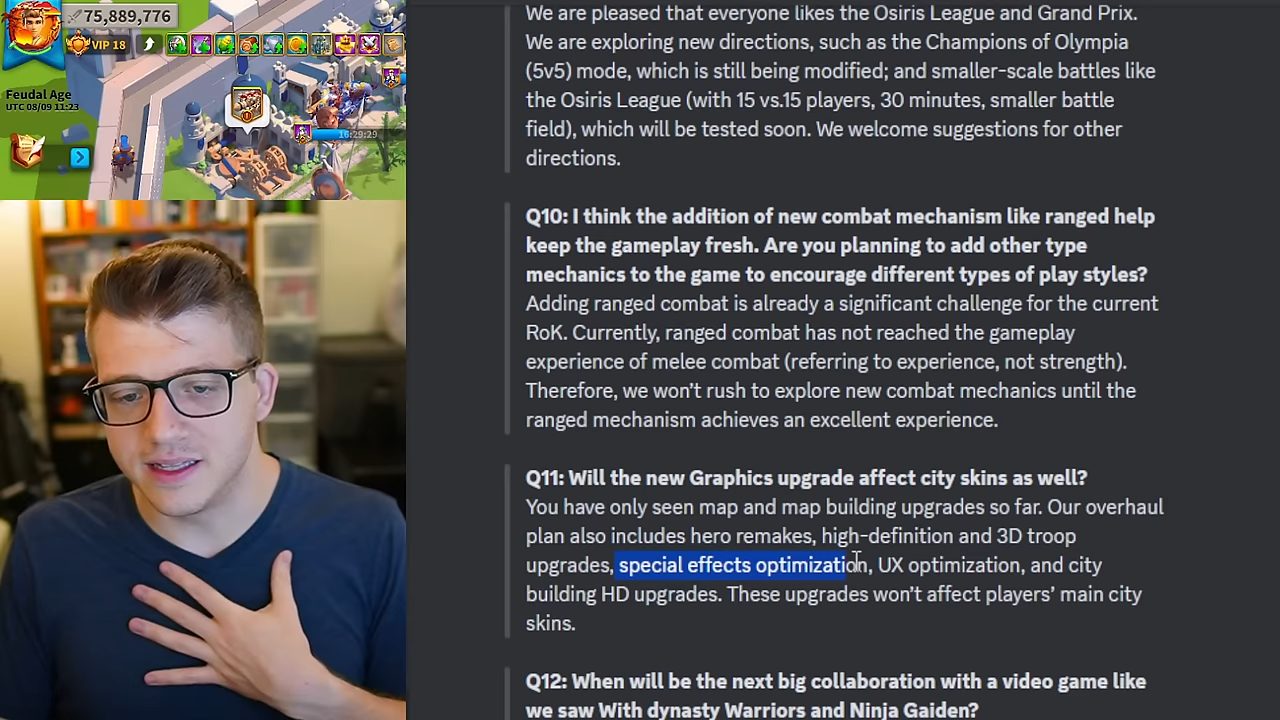 75,889,776
VIP 18
Feudal Age
UTC 08/09 11:23
16:29:29
We are pleased that everyone likes the Osiris League and Grand Prix.
We are exploring new directions, such as the Champions of Olympia
(5v5) mode, which is still being modified; and smaller-scale battles like
the Osiris League (with 15 vs.15 players, 30 minutes, smaller battle
field), which will be tested soon. We welcome suggestions for other
directions.
Q10: I think the addition of new combat mechanism like ranged help
keep the gameplay fresh. Are you planning to add other type
mechanics to the game to encourage different types of play styles?
Adding ranged combat is already a significant challenge for the current
RoK. Currently, ranged combat has not reached the gameplay
experience of melee combat (referring to experience, not strength).
Therefore, we won't rush to explore new combat mechanics until the
ranged mechanism achieves an excellent experience.
Q11: Will the new Graphics upgrade affect city skins as well?
You have only seen map and map building upgrades so far. Our overhaul
plan also includes hero remakes, high-definition and 3D troop
upgrades, special effects optimization, UX optimization, and city
building HD upgrades. These upgrades won't affect players' main city
skins.
Q12: When will be the next big collaboration with a video game like
we saw With dynasty Warriors and Ninja Gaiden?